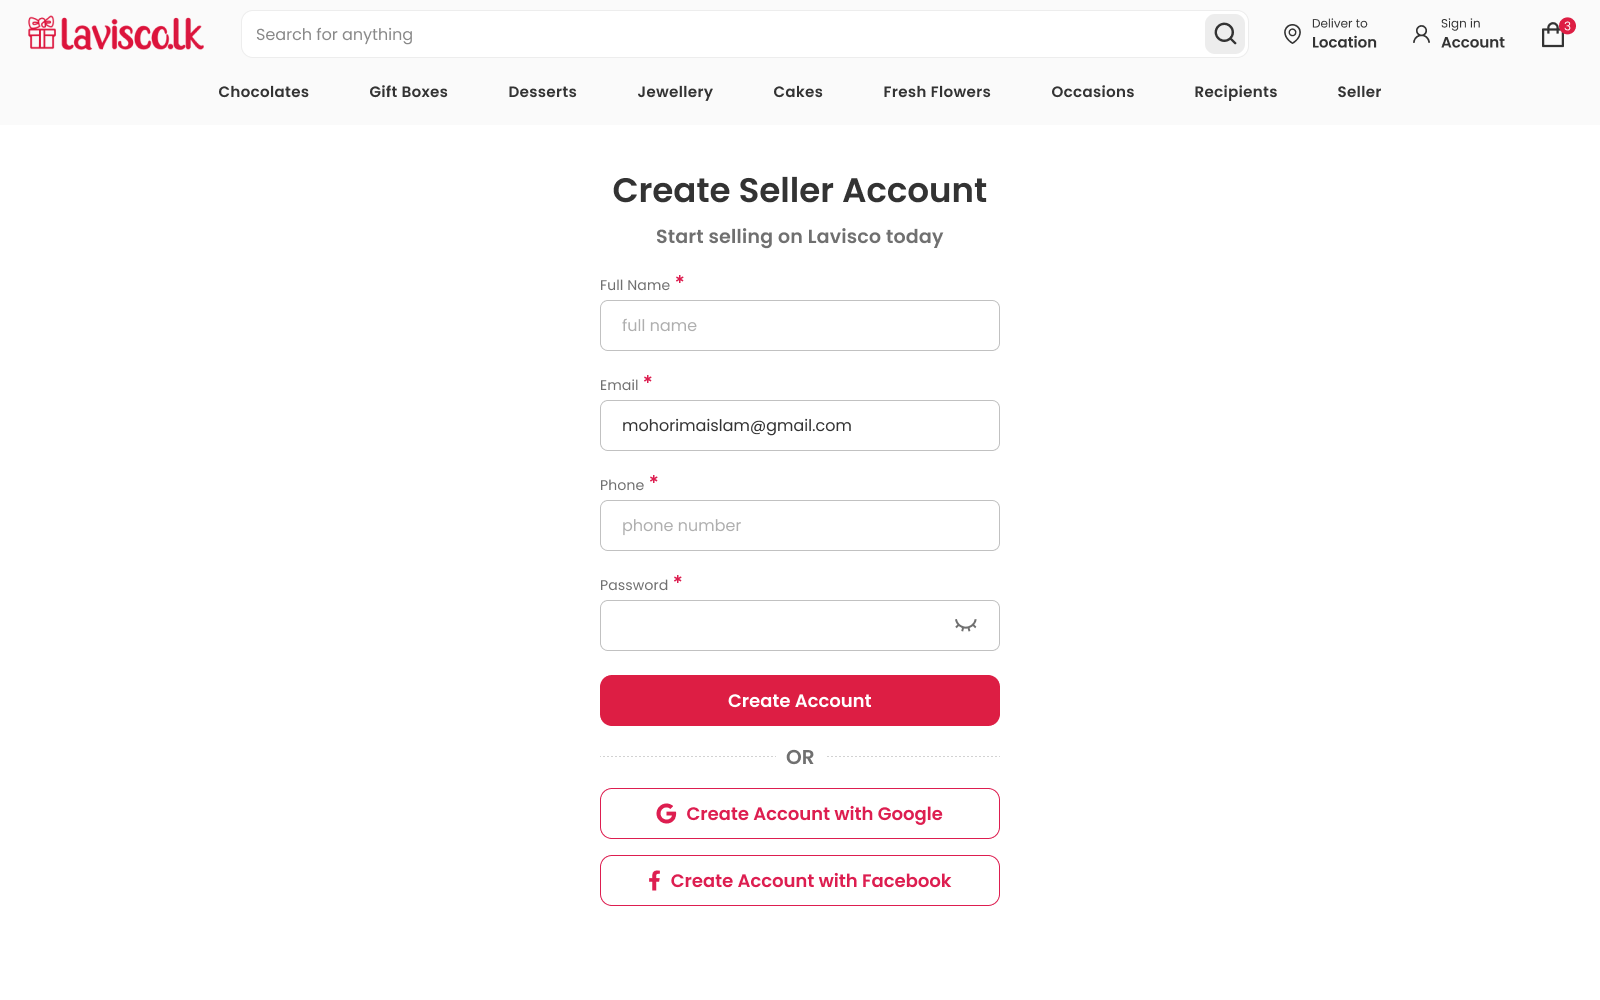 Lavisco.lk
Search for anything
Deliver to
Location
Sign in
Account
3
Chocolates Gift Boxes Desserts Jewellery Cakes Fresh Flowers Occasions Recipients Seller
Create Seller Account
Start selling on Lavisco today
Full Name *
full name
Email *
mohorimaislam@gmail.com
Phone *
phone number
Password *
Create Account
OR
G Create Account with Google
f Create Account with Facebook